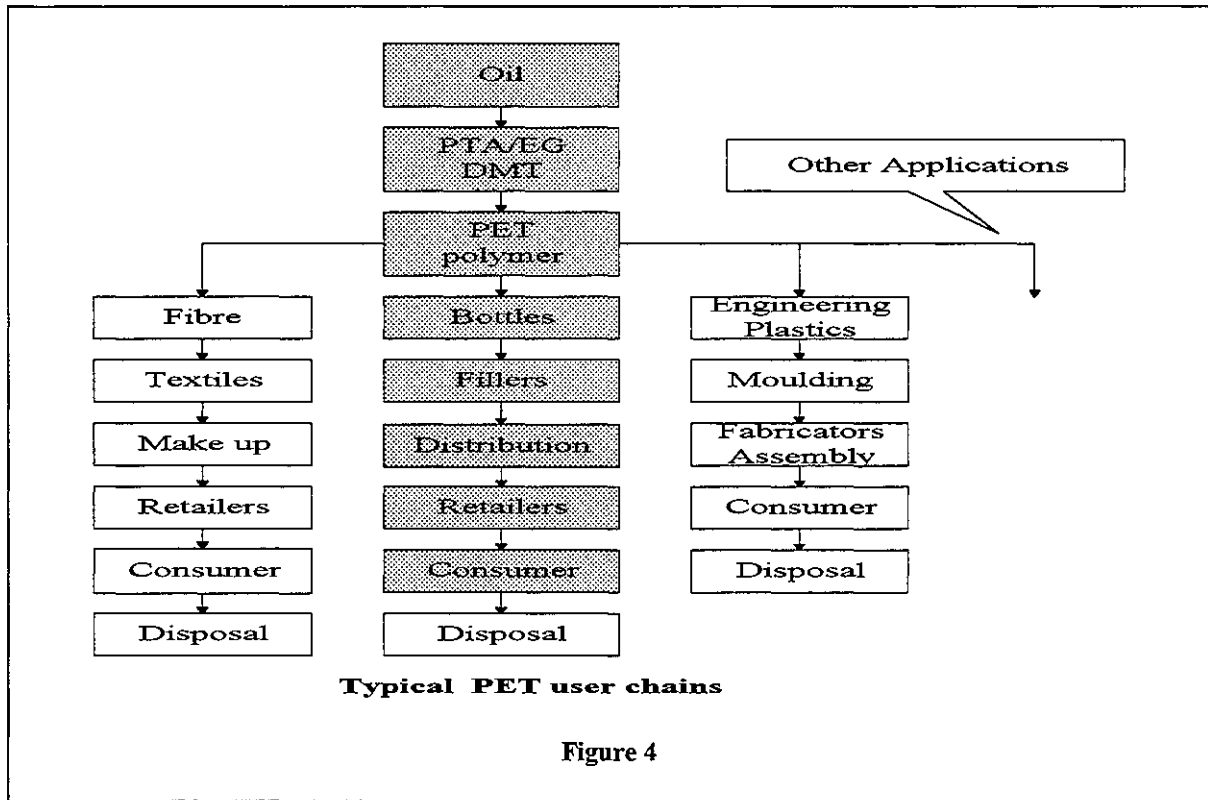 Oil
PTA/EG
DMT
Other Applications
PET
polymer
Fibre
Textiles
Make up
Retailers
Consumer
Disposal
Bottles
Fillers
Distribution
Retailers
Consumer
Disposal
Engineering
Plastics
Moulding
Fabricators
Assembly
Consumer
Disposal
Typical PET user chains
Figure 4